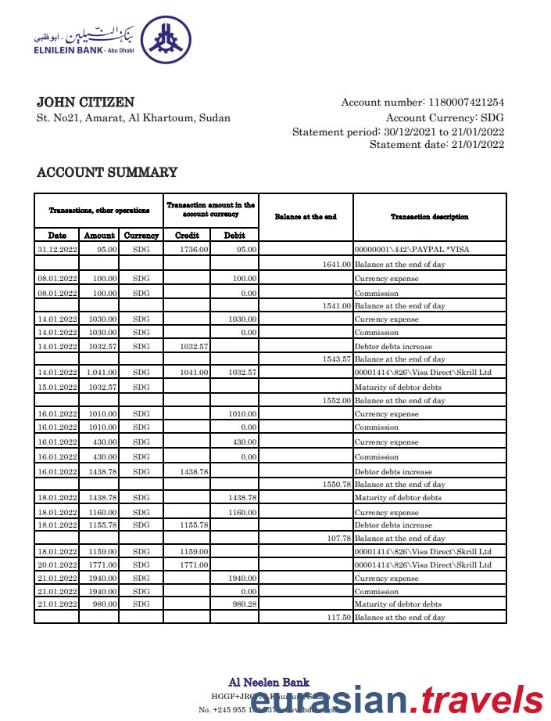 بنك النيلين - أبوظبي
ELNILEIN BANK - Abu Dhabi
JOHN CITIZEN
St. No21, Amarat, Al Khartoum, Sudan
Account number: 1180007421254
Account Currency: SDG
Statement period: 30/12/2021 to 21/01/2022
Statement date: 21/01/2022
ACCOUNT SUMMARY
Transactions, other operations Transaction amount in the account currency Balance at the end Transaction description
Date Amount Currency Credit Debit
31.12.2022 95.00 SDG 1736.00 95.00 00000001\442\PAYPAL *VISA
1641.00 Balance at the end of day
08.01.2022 100.00 SDG 100.00 Currency expense
08.01.2022 100.00 SDG 0.00 Commission
1541.00 Balance at the end of day
14.01.2022 1030.00 SDG 1030.00 Currency expense
14.01.2022 1030.00 SDG 0.00 Commission
14.01.2022 1032.57 SDG 1032.57 Debtor debts increase
1543.57 Balance at the end of day
14.01.2022 1.041.00 SDG 1041.00 1032.57 00001414\826\Visa Direct\Skrill Ltd
15.01.2022 1032.57 SDG Maturity of debtor debts
1552.00 Balance at the end of day
16.01.2022 1010.00 SDG 1010.00 Currency expense
16.01.2022 1010.00 SDG 0.00 Commission
16.01.2022 430.00 SDG 430.00 Currency expense
16.01.2022 430.00 SDG 0.00 Commission
16.01.2022 1438.78 SDG 1438.78 Debtor debts increase
1550.78 Balance at the end of day
18.01.2022 1438.78 SDG 1438.78 Maturity of debtor debts
18.01.2022 1160.00 SDG 1160.00 Currency expense
18.01.2022 1155.78 SDG 1155.78 Debtor debts increase
107.78 Balance at the end of day
18.01.2022 1159.00 SDG 1159.00 00001414\826\Visa Direct\Skrill Ltd
20.01.2022 1771.00 SDG 1771.00 00001414\826\Visa Direct\Skrill Ltd
21.01.2022 1940.00 SDG 1940.00 Currency expense
21.01.2022 1940.00 SDG 0.00 Commission
21.01.2022 980.00 SDG 980.28 Maturity of debtor debts
117.50 Balance at the end of day
Al Neelen Bank
No. +245 955
eurasian.travels